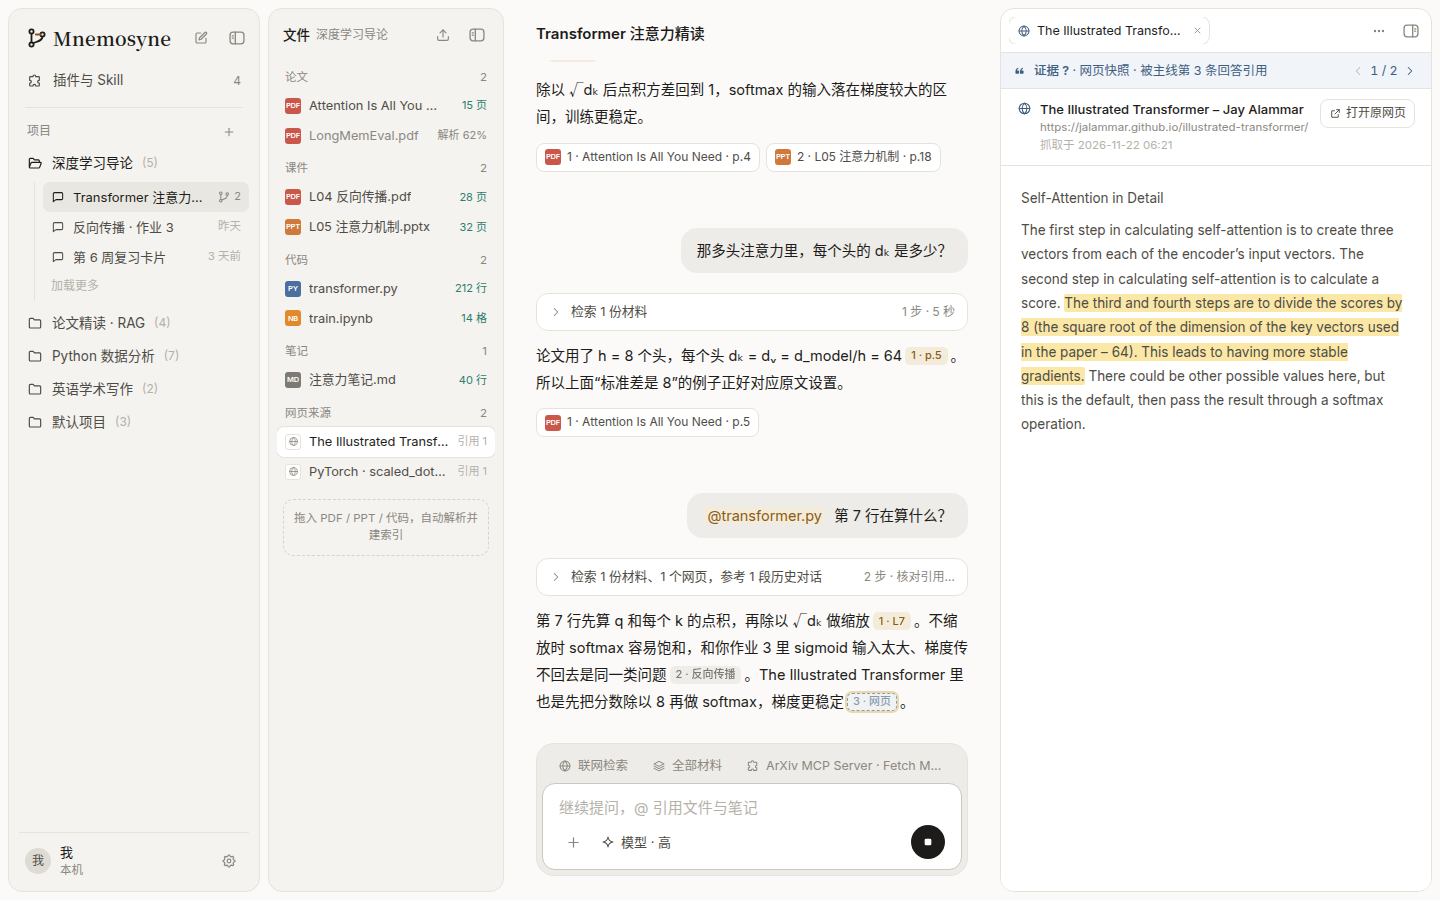 Mnemosyne
插件与 Skill 4
项目
深度学习导论 (5)
Transformer 注意力... 2
反向传播 · 作业 3 昨天
第 6 周复习卡片 3 天前
加载更多
论文精读 · RAG (4)
Python 数据分析 (7)
英语学术写作 (2)
默认项目 (3)
我 我
本机
文件 深度学习导论
论文 2
PDF Attention Is All You ... 15 页
PDF LongMemEval.pdf 解析 62%
课件 2
PDF L04 反向传播.pdf 28 页
PPT L05 注意力机制.pptx 32 页
代码 2
PY transformer.py 212 行
NB train.ipynb 14 格
笔记 1
MD 注意力笔记.md 40 行
网页来源 2
The Illustrated Transf... 引用 1
PyTorch · scaled_dot... 引用 1
拖入 PDF / PPT / 代码，自动解析并
建索引
Transformer 注意力精读
除以 √dₖ 后点积方差回到 1，softmax 的输入落在梯度较大的区
间，训练更稳定。
PDF 1 · Attention Is All You Need · p.4 PPT 2 · L05 注意力机制 · p.18
那多头注意力里，每个头的 dₖ 是多少？
检索 1 份材料 1 步 · 5 秒
论文用了 h = 8 个头，每个头 dₖ = dᵥ = d_model/h = 64 1 · p.5 。
所以上面“标准差是 8”的例子正好对应原文设置。
PDF 1 · Attention Is All You Need · p.5
@transformer.py 第 7 行在算什么？
检索 1 份材料、1 个网页，参考 1 段历史对话 2 步 · 核对引用...
第 7 行先算 q 和每个 k 的点积，再除以 √dₖ 做缩放 1 · L7 。不缩
放时 softmax 容易饱和，和你作业 3 里 sigmoid 输入太大、梯度传
不回去是同一类问题 2 · 反向传播 。The Illustrated Transformer 里
也是先把分数除以 8 再做 softmax，梯度更稳定 3 · 网页 。
联网检索 全部材料 ArXiv MCP Server · Fetch M...
继续提问，@ 引用文件与笔记
模型 · 高
The Illustrated Transfo... ×
证据 ? · 网页快照 · 被主线第 3 条回答引用 1 / 2
The Illustrated Transformer – Jay Alammar
https://jalammar.github.io/illustrated-transformer/
抓取于 2026-11-22 06:21
打开原网页
Self-Attention in Detail
The first step in calculating self-attention is to create three
vectors from each of the encoder’s input vectors. The
second step in calculating self-attention is to calculate a
score. The third and fourth steps are to divide the scores by
8 (the square root of the dimension of the key vectors used
in the paper – 64). This leads to having more stable
gradients. There could be other possible values here, but
this is the default, then pass the result through a softmax
operation.